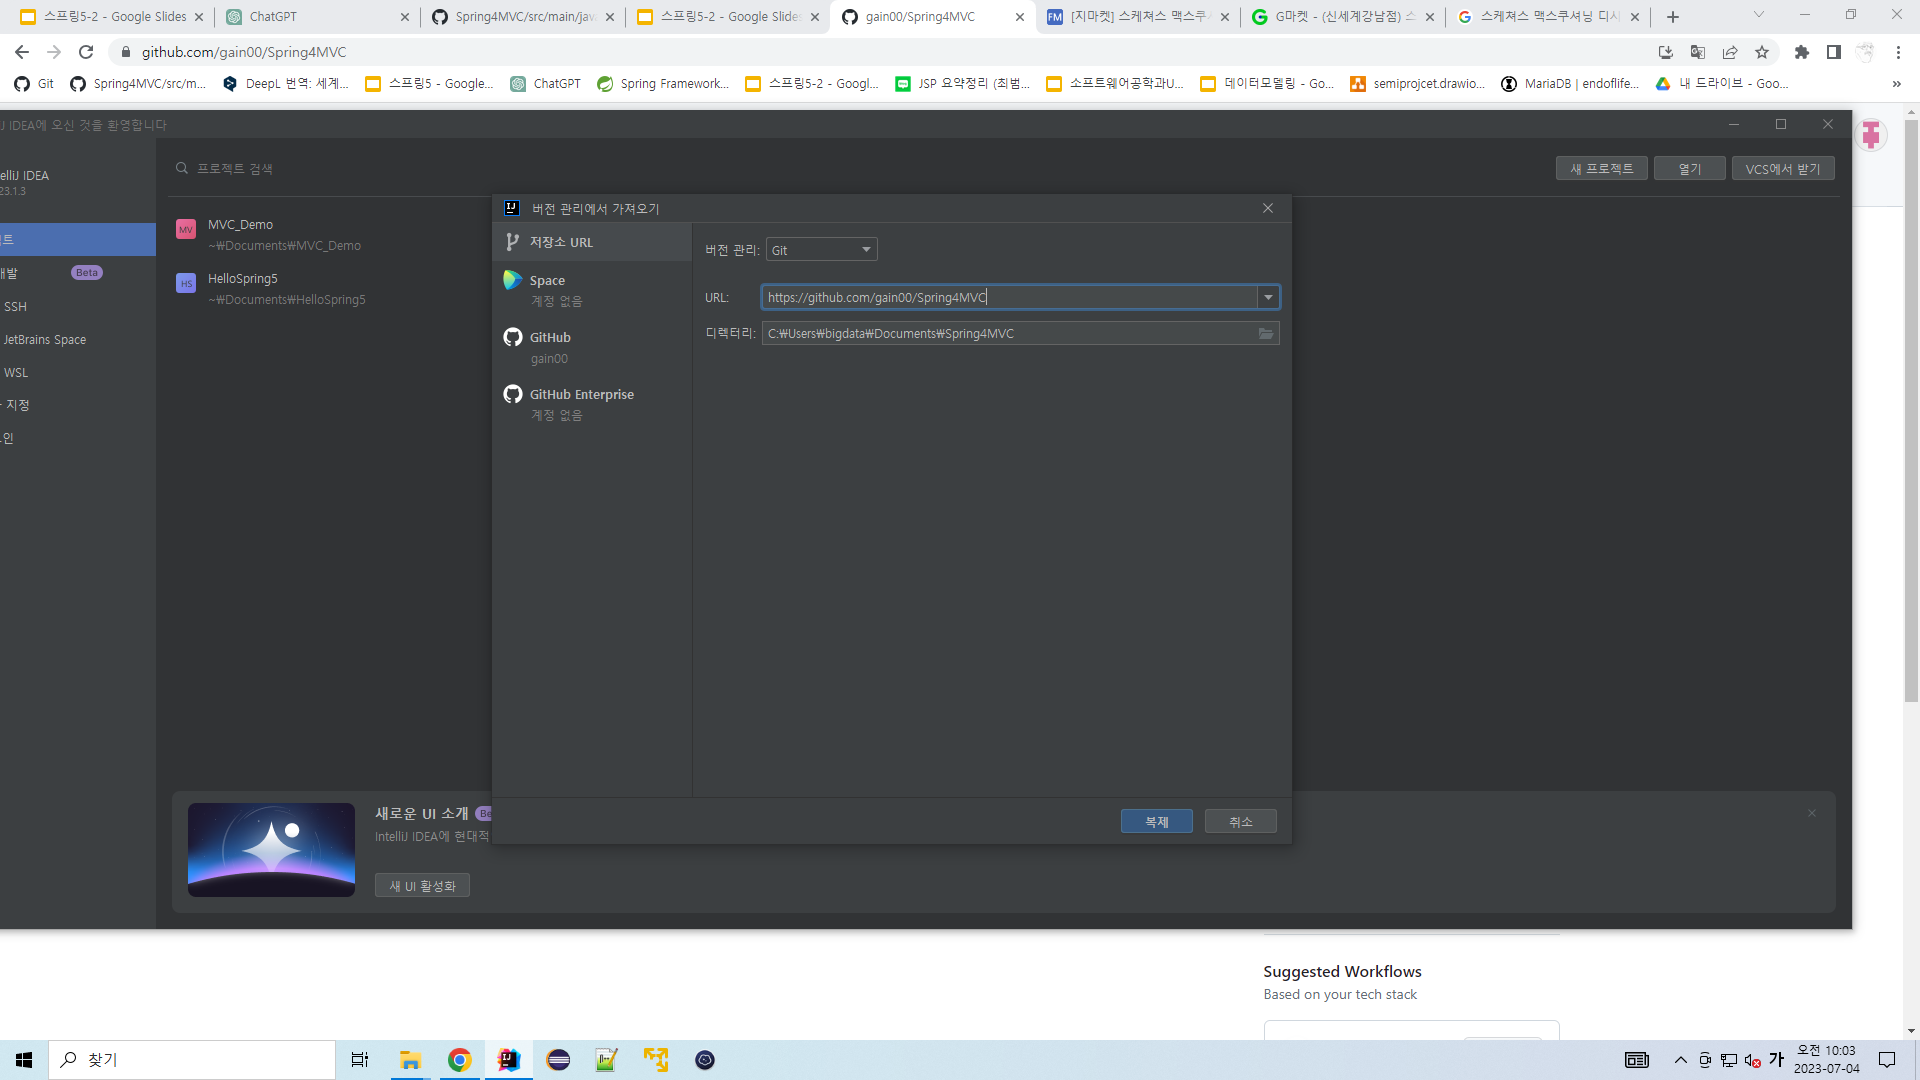 스프링5-2 - Google Slides
ChatGPT
Spring4MVC/src/main/jav
스프링5-2 - Google Slides
gain00/Spring4MVC
[지마켓] 스케쳐스 맥스쿠
G마켓 - (신세계강남점) 스
스케쳐스 맥스쿠셔닝 디시
github.com/gain00/Spring4MVC
Git
Spring4MVC/src/m...
DeepL 번역: 세계...
스프링5 - Google...
ChatGPT
Spring Framework...
스프링5-2 - Googl...
JSP 요약정리 (최범...
소프트웨어공학과U...
데이터모델링 - Go...
semiprojcet.drawio...
MariaDB | endoflife...
내 드라이브 - Goo...
»
J IDEA에 오신 것을 환영합니다
elliJ IDEA
23.1.3
프로젝트 검색
새 프로젝트
열기
VCS에서 받기
트
개발
Beta
SSH
JetBrains Space
WSL
지정
인
MV
MVC_Demo
~₩Documents₩MVC_Demo
HS
HelloSpring5
~₩Documents₩HelloSpring5
IJ
버전 관리에서 가져오기
저장소 URL
Space
계정 없음
GitHub
gain00
GitHub Enterprise
계정 없음
버전 관리:
Git
URL:
https://github.com/gain00/Spring4MVC
디렉터리:
C:₩Users₩bigdata₩Documents₩Spring4MVC
복제
취소
새로운 UI 소개
Be
IntelliJ IDEA에 현대적
새 UI 활성화
Suggested Workflows
Based on your tech stack
찾기
가
오전 10:03
2023-07-04